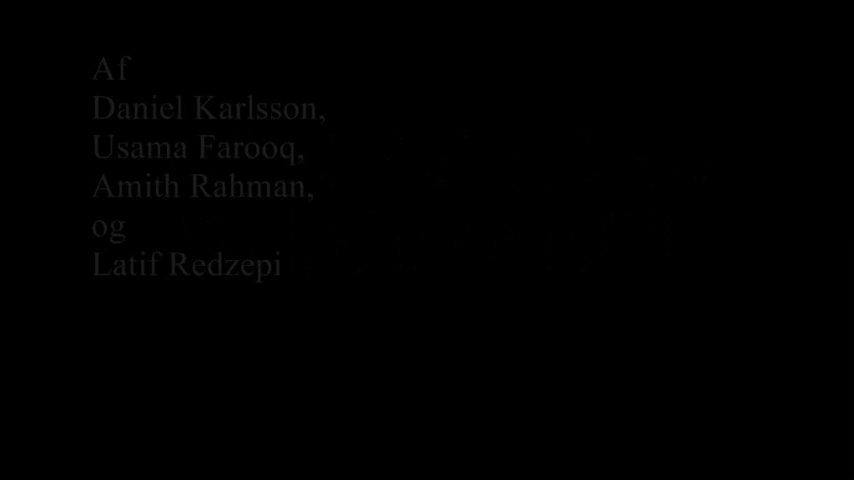 Af
Daniel Karlsson,
Usama Farooq,
Amith Rahman,
og
Latif Redzepi